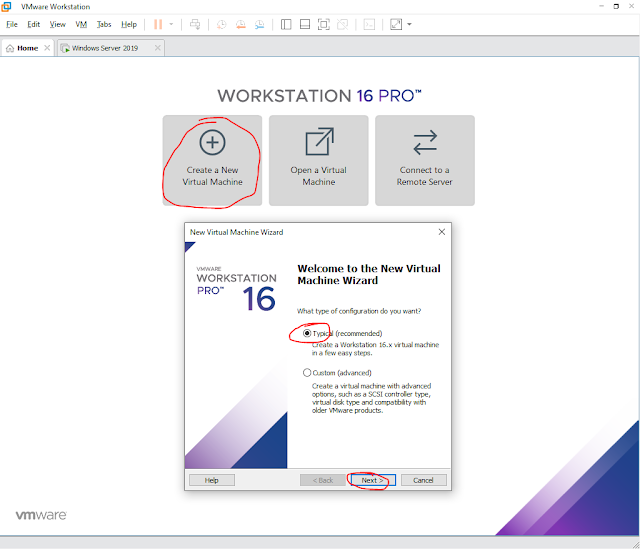 VMware Workstation
File Edit View VM Tabs Help
Home Windows Server 2019
WORKSTATION 16 PRO™
Create a New
Virtual Machine
Open a Virtual
Machine
Connect to a
Remote Server
New Virtual Machine Wizard
VMWARE
WORKSTATION
PRO™ 16
Welcome to the New Virtual
Machine Wizard
What type of configuration do you want?
Typical (recommended)
Create a Workstation 16.x virtual machine
in a few easy steps.
Custom (advanced)
Create a virtual machine with advanced
options, such as a SCSI controller type,
virtual disk type and compatibility with
older VMware products.
Help < Back Next > Cancel
vmware